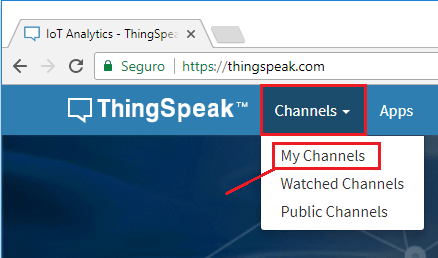 IoT Analytics - ThingSpea
Seguro https://thingspeak.com
ThingSpeak™ Channels Apps
My Channels
Watched Channels
Public Channels